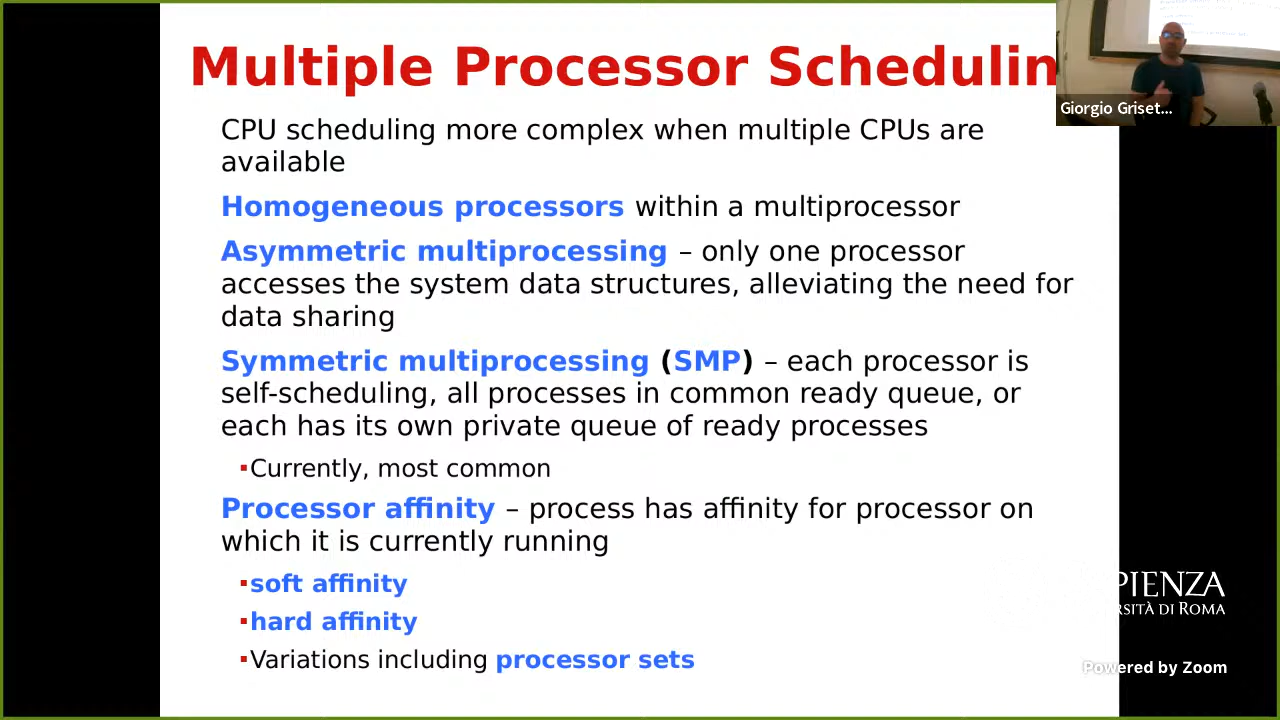 Multiple Processor Schedulin
Giorgio Griset...
CPU scheduling more complex when multiple CPUs are
available
Homogeneous processors within a multiprocessor
Asymmetric multiprocessing – only one processor
accesses the system data structures, alleviating the need for
data sharing
Symmetric multiprocessing (SMP) – each processor is
self-scheduling, all processes in common ready queue, or
each has its own private queue of ready processes
▪Currently, most common
Processor affinity – process has affinity for processor on
which it is currently running
▪soft affinity
▪hard affinity
▪Variations including processor sets
PIENZA
RSITÀ DI ROMA
Powered by Zoom